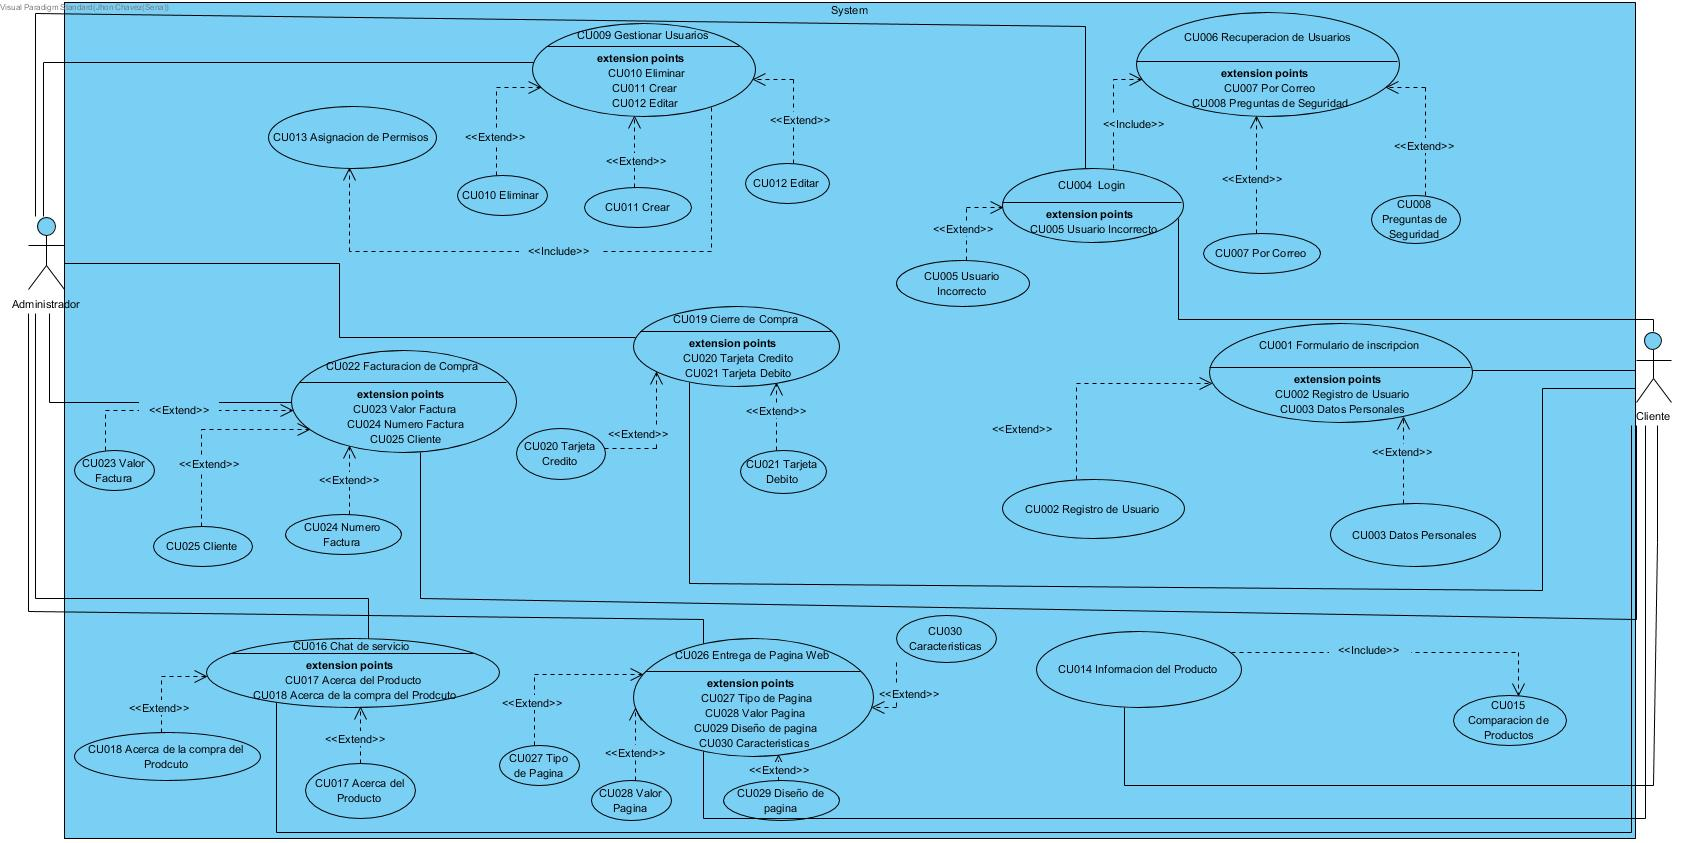 Visual Paradigm Standard(Jhon Chavez(Sena))
System
CU009 Gestionar Usuarios
extension points
CU010 Eliminar
CU011 Crear
CU012 Editar
CU006 Recuperacion de Usuarios
extension points
CU007 Por Correo
CU008 Preguntas de Seguridad
CU013 Asignacion de Permisos
<<Extend>>
<<Extend>>
<<Extend>>
CU010 Eliminar
CU011 Crear
CU012 Editar
<<Include>>
<<Include>>
<<Extend>>
<<Extend>>
CU004  Login
extension points
CU005 Usuario Incorrecto
<<Extend>>
CU005 Usuario
Incorrecto
CU007 Por Correo
CU008
Preguntas de
Seguridad
Administrador
CU019 Cierre de Compra
extension points
CU020 Tarjeta Credito
CU021 Tarjeta Debito
CU022 Facturacion de Compra
extension points
CU023 Valor Factura
CU024 Numero Factura
CU025 Cliente
CU001 Formulario de inscripcion
extension points
CU002 Registro de Usuario
CU003 Datos Personales
Cliente
<<Extend>>
<<Extend>>
<<Extend>>
CU023 Valor
Factura
CU025 Cliente
CU024 Numero
Factura
<<Extend>>
<<Extend>>
CU020 Tarjeta
Credito
CU021 Tarjeta
Debito
<<Extend>>
<<Extend>>
CU002 Registro de Usuario
CU003 Datos Personales
CU016 Chat de servicio
extension points
CU017 Acerca del Producto
CU018 Acerca de la compra del Prodcuto
<<Extend>>
<<Extend>>
CU018 Acerca de la compra del
Prodcuto
CU017 Acerca del
Producto
CU026 Entrega de Pagina Web
extension points
CU027 Tipo de Pagina
CU028 Valor Pagina
CU029 Diseño de pagina
CU030 Caracteristicas
CU030
Caracteristicas
<<Extend>>
<<Extend>>
<<Extend>>
<<Extend>>
CU027 Tipo
de Pagina
CU028 Valor
Pagina
CU029 Diseño de
pagina
CU014 Informacion del Producto
<<Include>>
CU015
Comparacion de
Productos